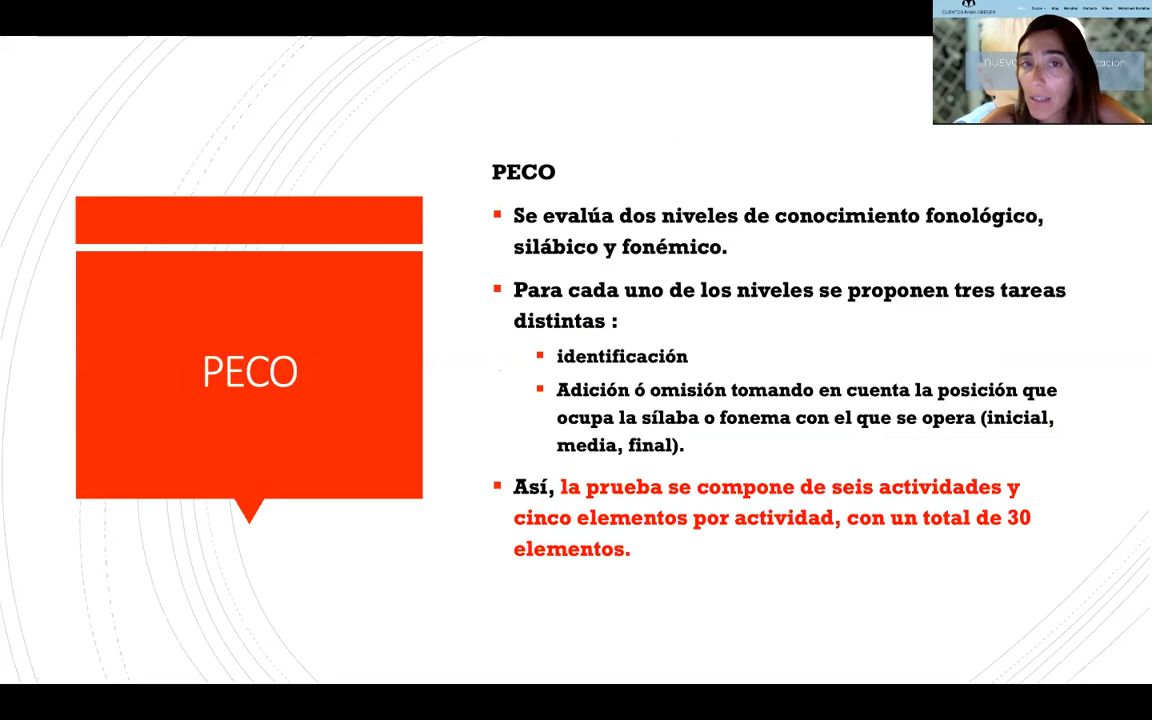 CUENTOS PARA CRECER
PECO
PECO
Se evalúa dos niveles de conocimiento fonológico,
silábico y fonémico.
Para cada uno de los niveles se proponen tres tareas
distintas :
identificación
Adición ó omisión tomando en cuenta la posición que
ocupa la sílaba o fonema con el que se opera (inicial,
media, final).
Así, la prueba se compone de seis actividades y
cinco elementos por actividad, con un total de 30
elementos.